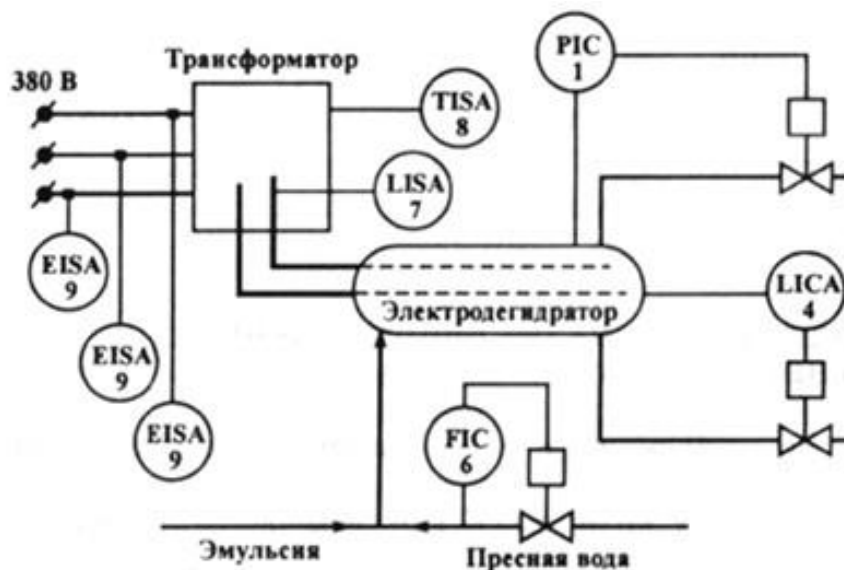 PIC
1
Трансформатор
380 В
TISA
8
LISA
7
EISA
9
LICA
4
Электродегидратор
EISA
9
EISA
9
FIC
6
Эмульсия
Пресная вода